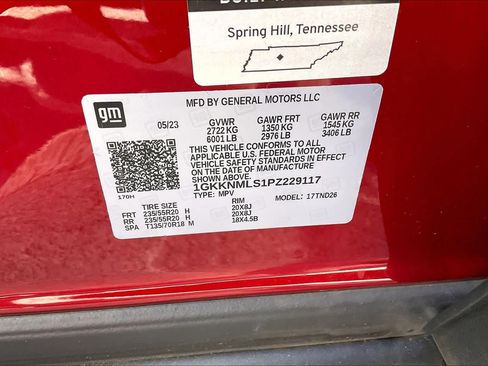 Spring Hill, Tennessee
MFD BY GENERAL MOTORS LLC
gm
05/23 GVWR GAWR FRT GAWR RR
2722 KG 1350 KG 1545 KG
6001 LB 2976 LB 3406 LB
THIS VEHICLE CONFORMS TO ALL
APPLICABLE U.S. FEDERAL MOTOR
VEHICLE SAFETY STANDARDS IN
EFFECT ON THE DATE OF MANUFACTURE
SHOWN ABOVE.
1GKKNMLS1PZ229117
170H TYPE: MPV MODEL: 17TND26
TIRE SIZE RIM
FRT 235/55R20 H 20X8J
RR 235/55R20 H 20X8J
SPA T135/70R18 M 18X4.5B